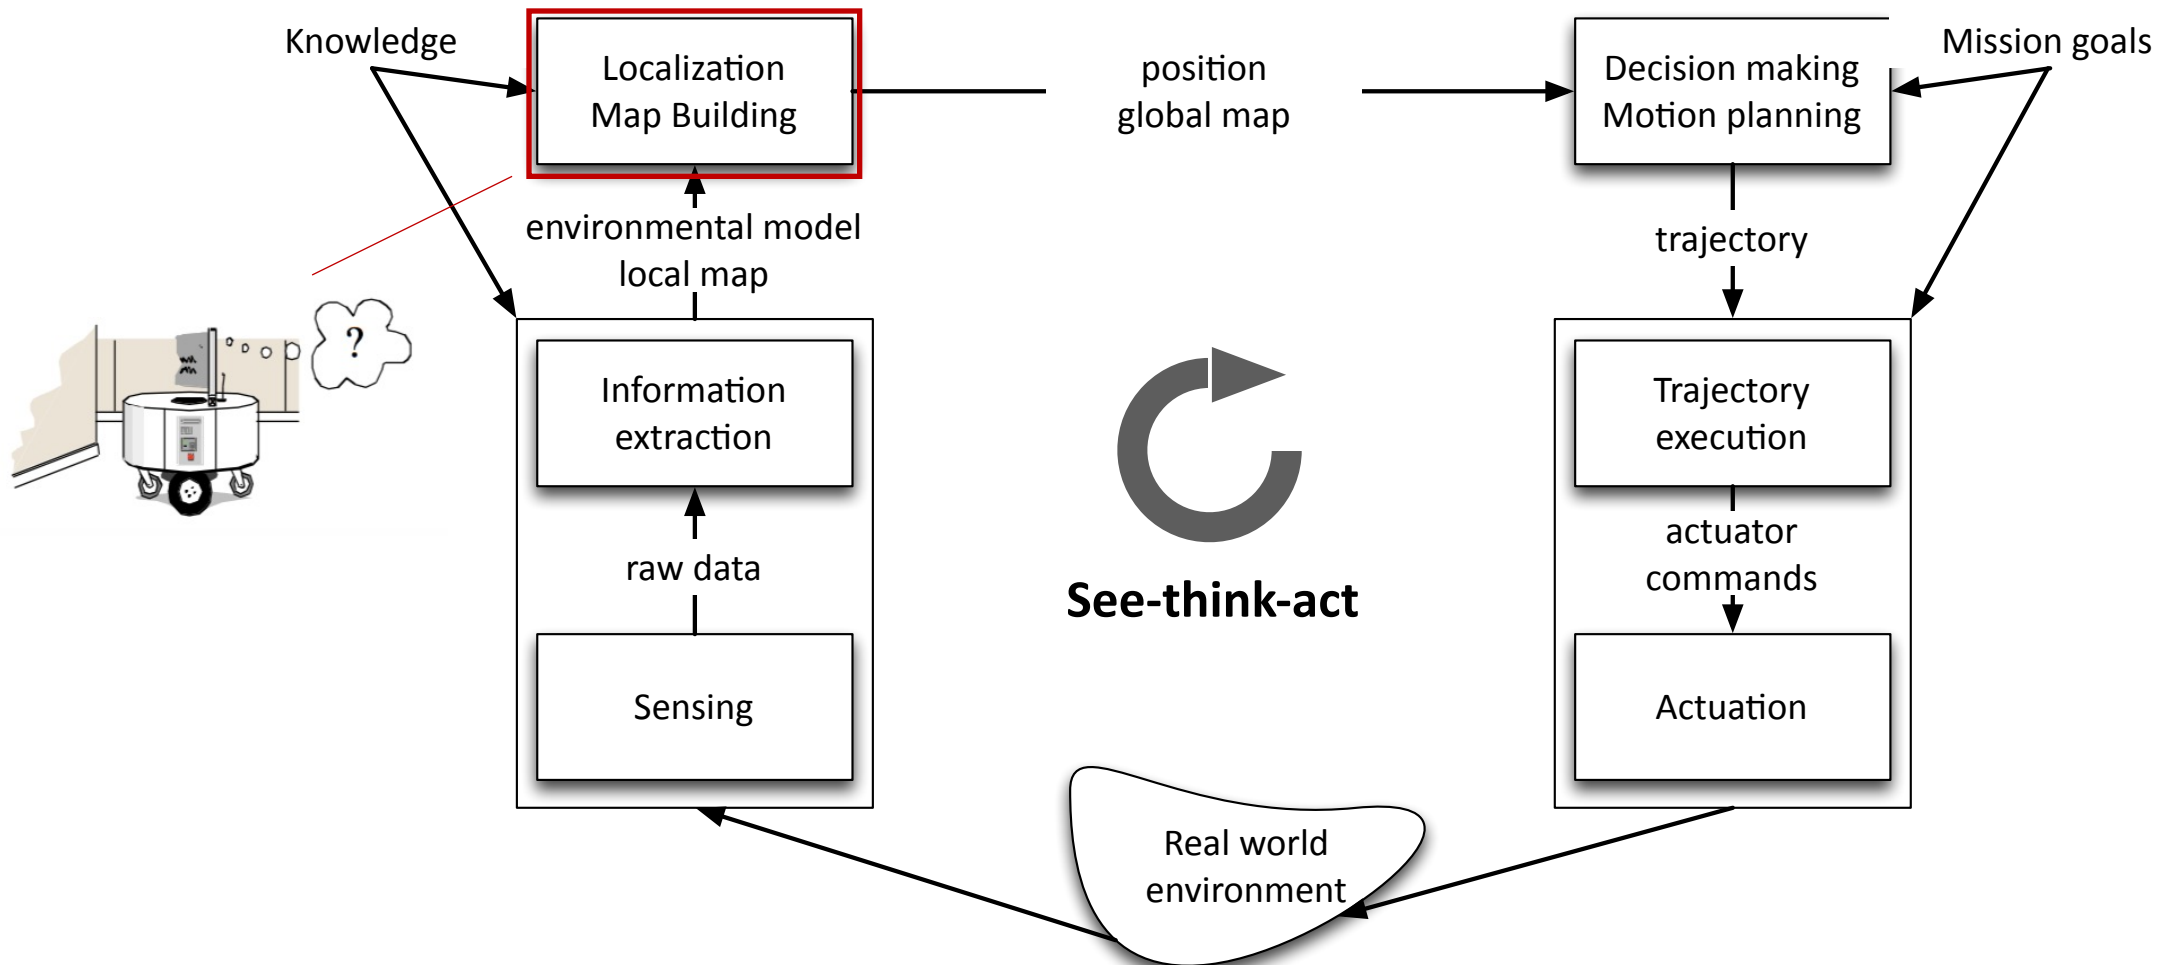 Knowledge
Localization
Map Building
position
global map
Decision making
Motion planning
Mission goals
environmental model
local map
trajectory
?
Information
extraction
Trajectory
execution
raw data
actuator
commands
See-think-act
Sensing
Actuation
Real world
environment